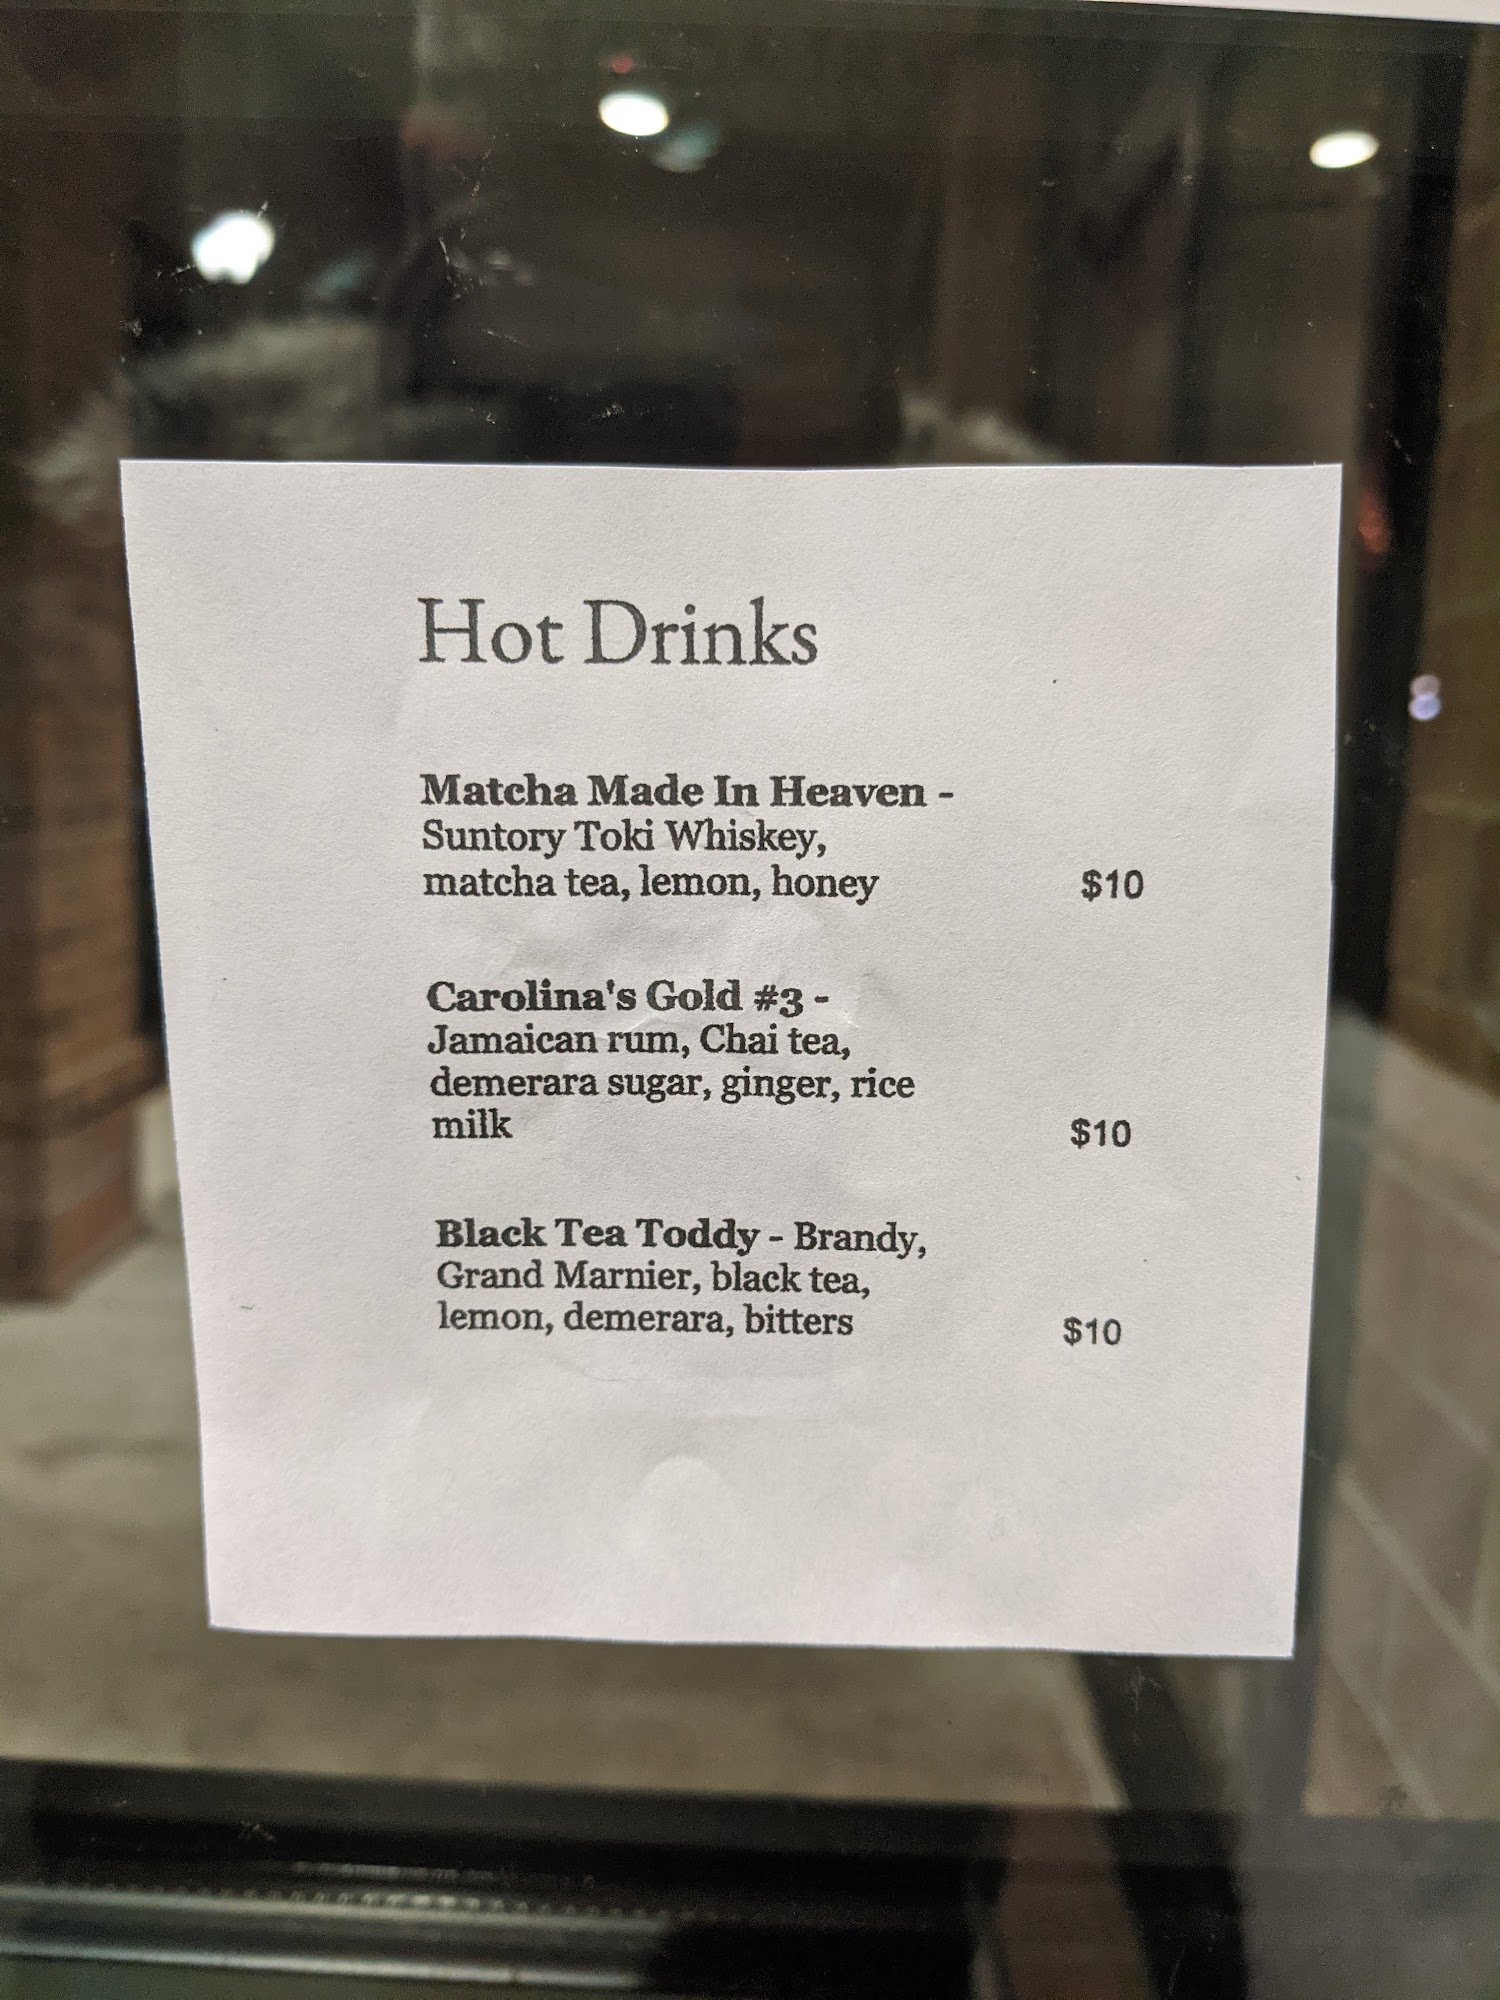 Hot Drinks
Matcha Made In Heaven -
Suntory Toki Whiskey,
matcha tea, lemon, honey $10
Carolina's Gold #3 -
Jamaican rum, Chai tea,
demerara sugar, ginger, rice
milk $10
Black Tea Toddy - Brandy,
Grand Marnier, black tea,
lemon, demerara, bitters $10